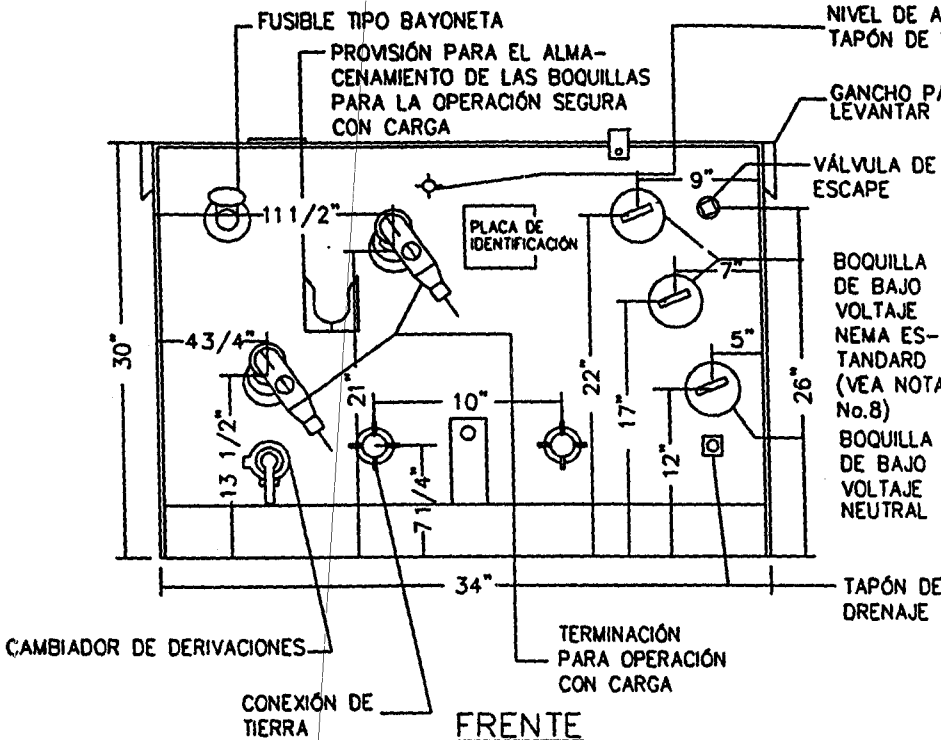 FUSIBLE TIPO BAYONETA
PROVISIÓN PARA EL ALMA-
CENAMIENTO DE LAS BOQUILLAS
PARA LA OPERACIÓN SEGURA
CON CARGA
NIVEL DE A
TAPÓN DE
GANCHO PA
LEVANTAR
VÁLVULA DE
ESCAPE
9"
11 1/2"
PLACA DE
IDENTIFICACIÓN
7"
BOQUILLA
DE BAJO
VOLTAJE
NEMA ES-
TANDARD
(VEA NOTA
No.8)
BOQUILLA
DE BAJO
VOLTAJE
NEUTRAL
30"
4 3/4"
5"
21"
22"
17"
26"
10"
13 1/2"
7 1/4"
12"
34"
TAPÓN DE
DRENAJE
CAMBIADOR DE DERIVACIONES
TERMINACIÓN
PARA OPERACIÓN
CON CARGA
CONEXIÓN DE
TIERRA
FRENTE